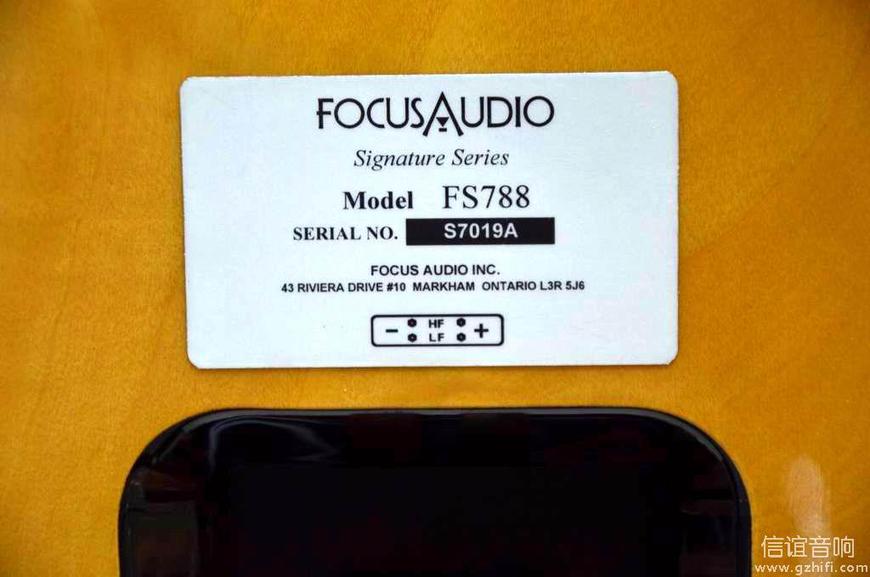 FOCUSAUDIO
Signature Series
Model FS788
SERIAL NO. S7019A
FOCUS AUDIO INC.
43 RIVIERA DRIVE #10 MARKHAM ONTARIO L3R 5J6
− HF +
LF
信谊音响
www.gzhifi.com